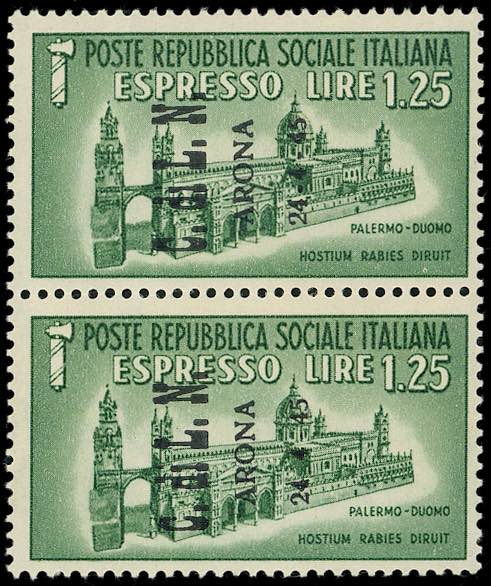 POSTE REPUBBLICA SOCIALE ITALIANA
ESPRESSO LIRE 1.25
C.d.L.N.
ARONA
24 4 45
PALERMO-DUOMO
HOSTIUM RABIES DIRUIT
POSTE REPUBBLICA SOCIALE ITALIANA
ESPRESSO LIRE 1.25
C.d.L.N.
ARONA
24 4 45
PALERMO-DUOMO
HOSTIUM RABIES DIRUIT